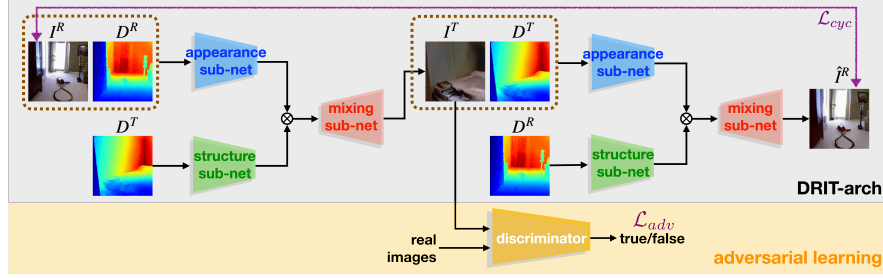 I^R D^R
appearance
sub-net
D^T
structure
sub-net
⊗
mixing
sub-net
I^T D^T
appearance
sub-net
D^R
structure
sub-net
⊗
mixing
sub-net
ℒ_cyc
Î^R
DRIT-arch
real
images
discriminator
ℒ_adv
true/false
adversarial learning